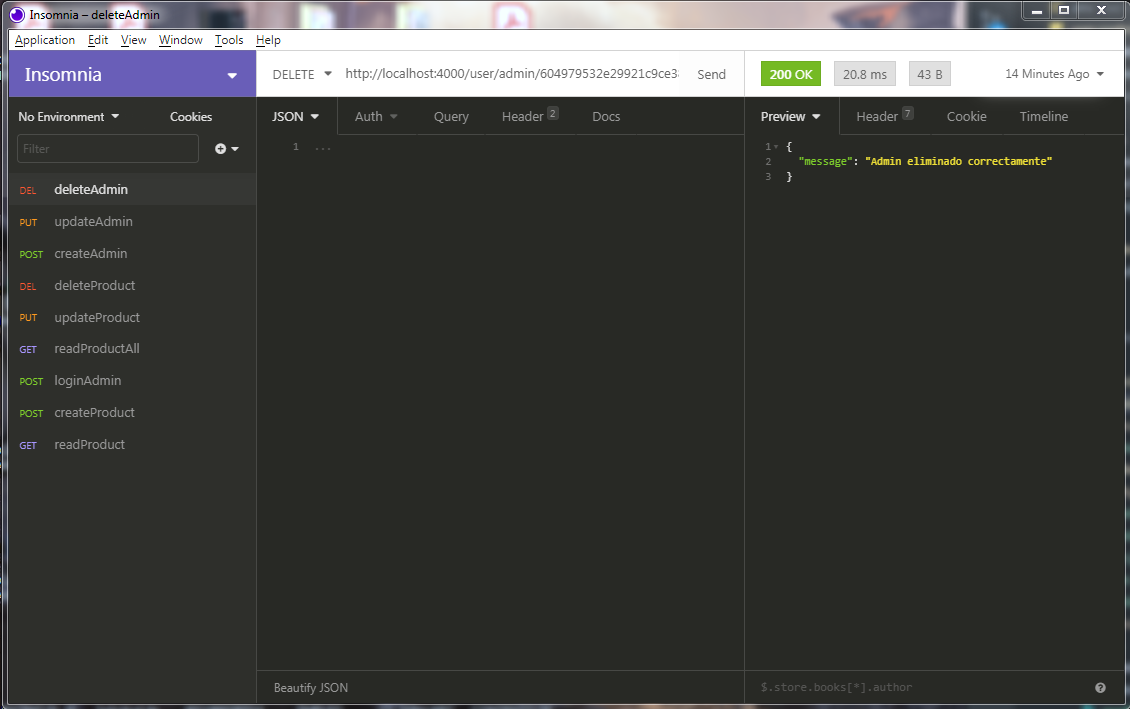 Insomnia – deleteAdmin
Application Edit View Window Tools Help
Insomnia
DELETE http://localhost:4000/user/admin/604979532e29921c9ce3 Send
200 OK 20.8 ms 43 B 14 Minutes Ago
No Environment Cookies
JSON Auth Query Header 2 Docs
Preview Header 7 Cookie Timeline
Filter
1 ...
1 {
2 "message": "Admin eliminado correctamente"
3 }
DEL deleteAdmin
PUT updateAdmin
POST createAdmin
DEL deleteProduct
PUT updateProduct
GET readProductAll
POST loginAdmin
POST createProduct
GET readProduct
Beautify JSON
$.store.books[*].author